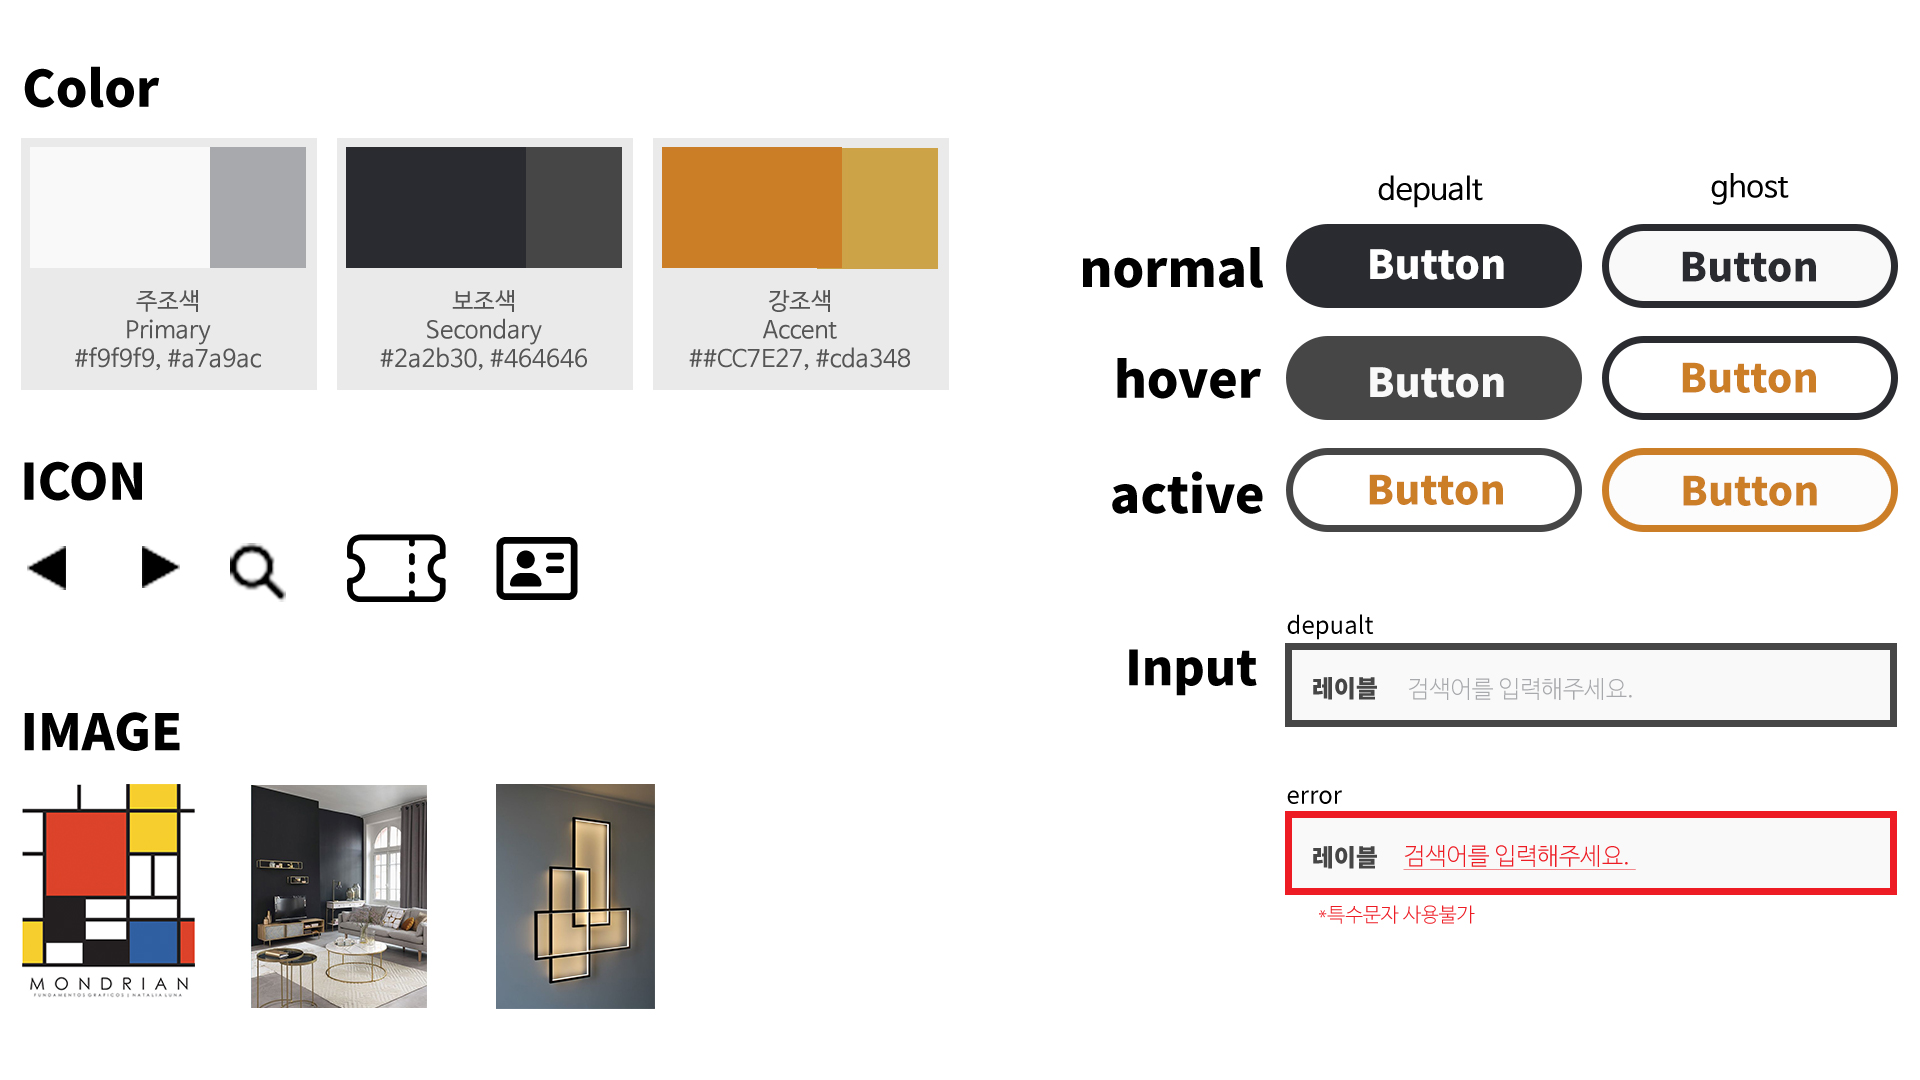 Color
주조색
Primary
#f9f9f9, #a7a9ac
보조색
Secondary
#2a2b30, #464646
강조색
Accent
##CC7E27, #cda348
ICON
IMAGE
MONDRIAN
FUNDAMENTOS GRAFICOS | NATALIA LUNA
depualt
ghost
normal
Button
Button
hover
Button
Button
active
Button
Button
Input
depualt
레이블 검색어를 입력해주세요.
error
레이블 검색어를 입력해주세요.
*특수문자 사용불가